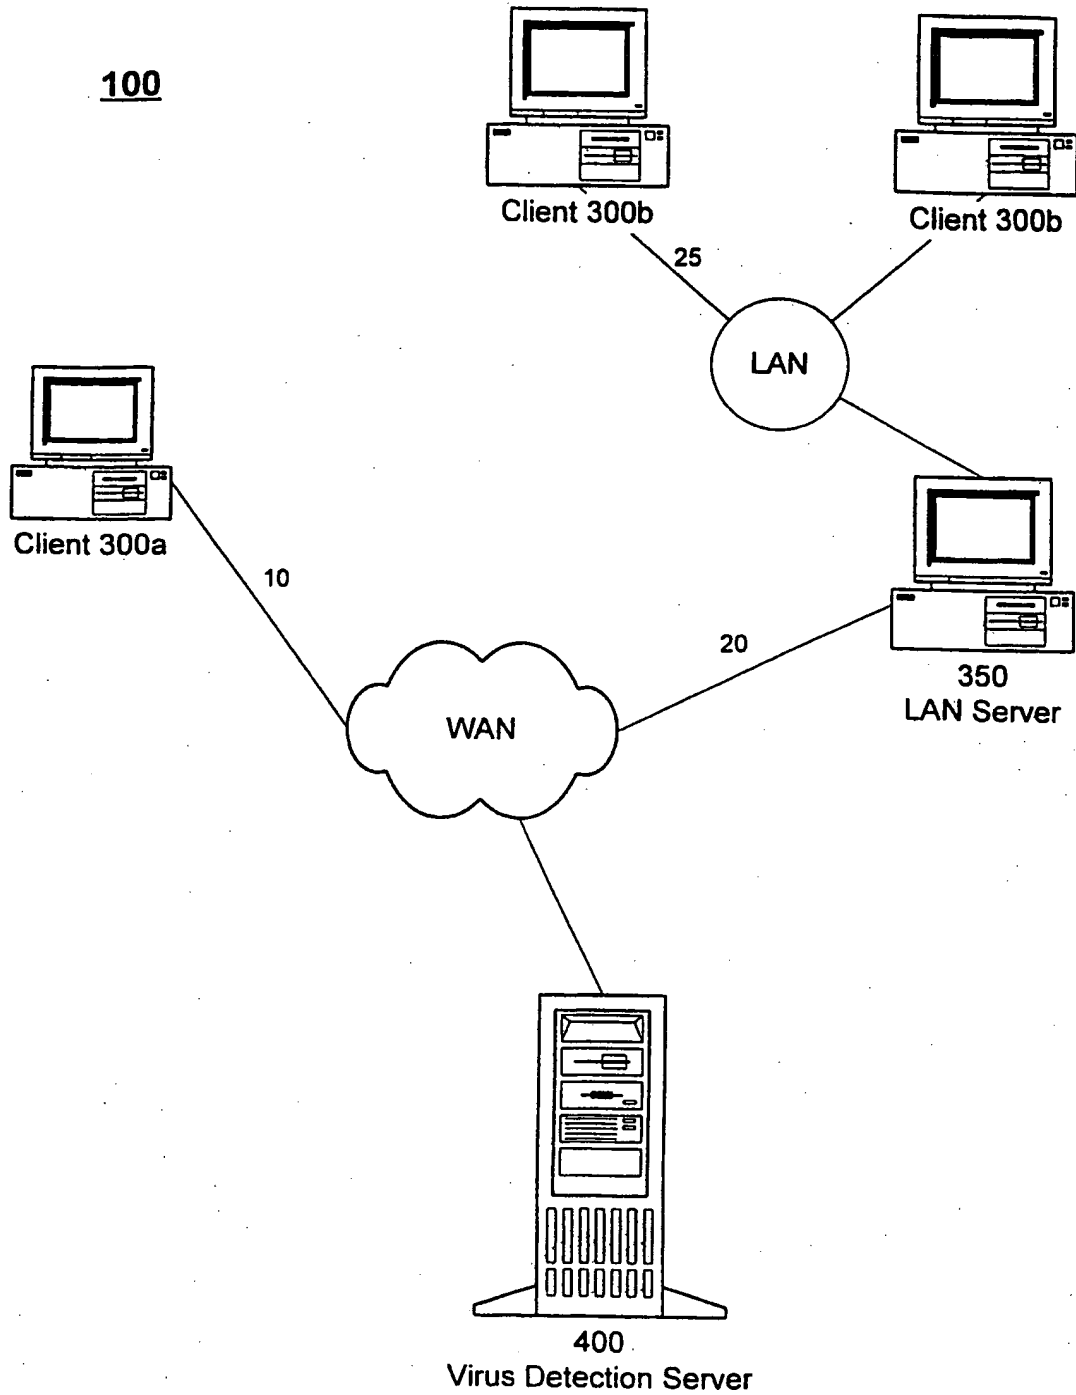 100
Client 300b
Client 300b
25
LAN
Client 300a
10
20
350
LAN Server
WAN
400
Virus Detection Server